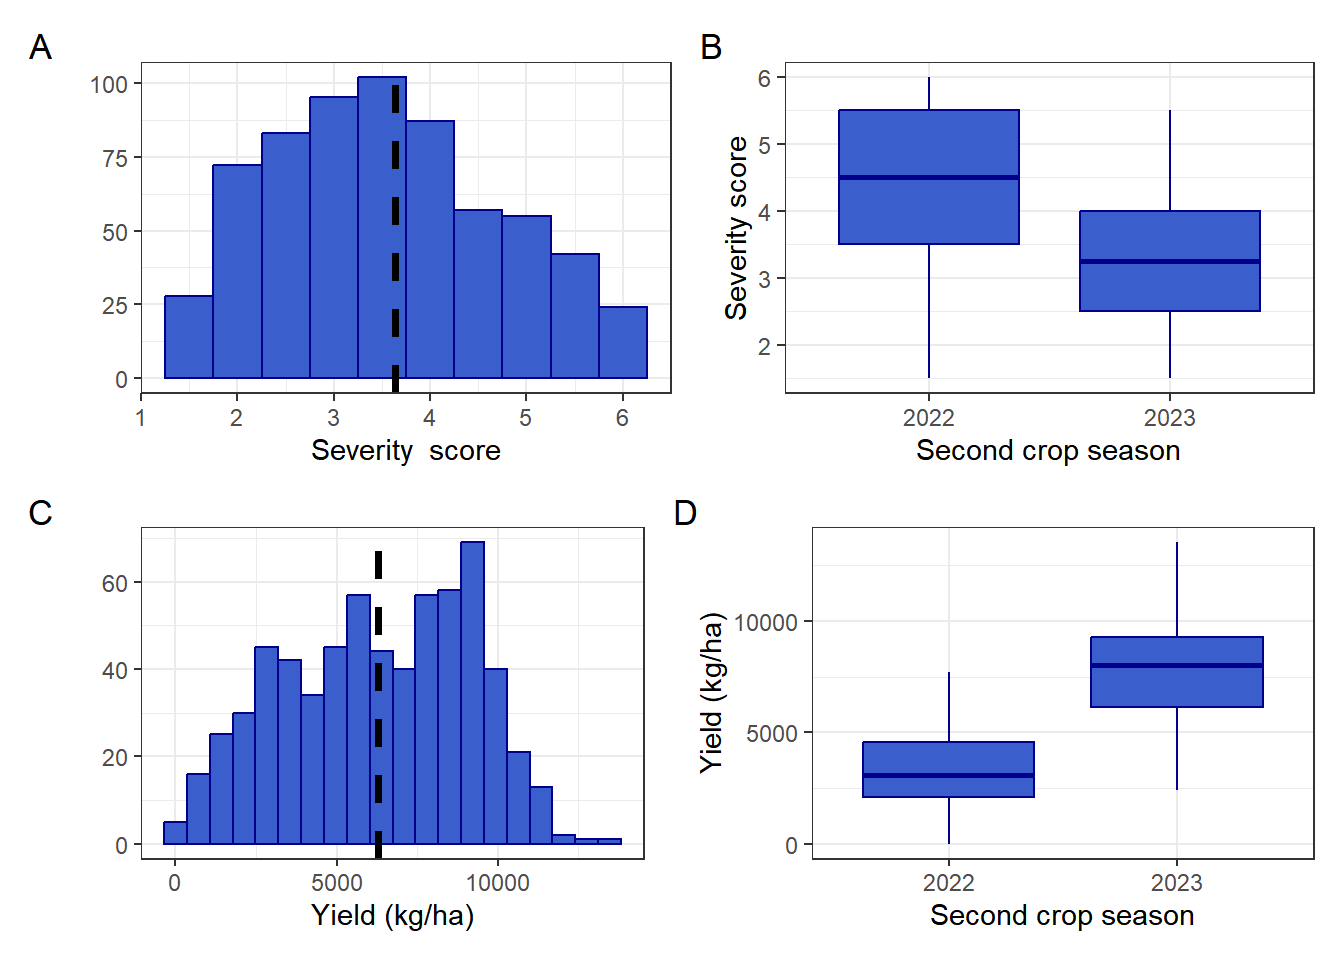 A
100
75
50
25
0
1 2 3 4 5 6
Severity  score
B
Severity score
6
5
4
3
2
2022 2023
Second crop season
C
60
40
20
0
0 5000 10000
Yield (kg/ha)
D
Yield (kg/ha)
10000
5000
0
2022 2023
Second crop season